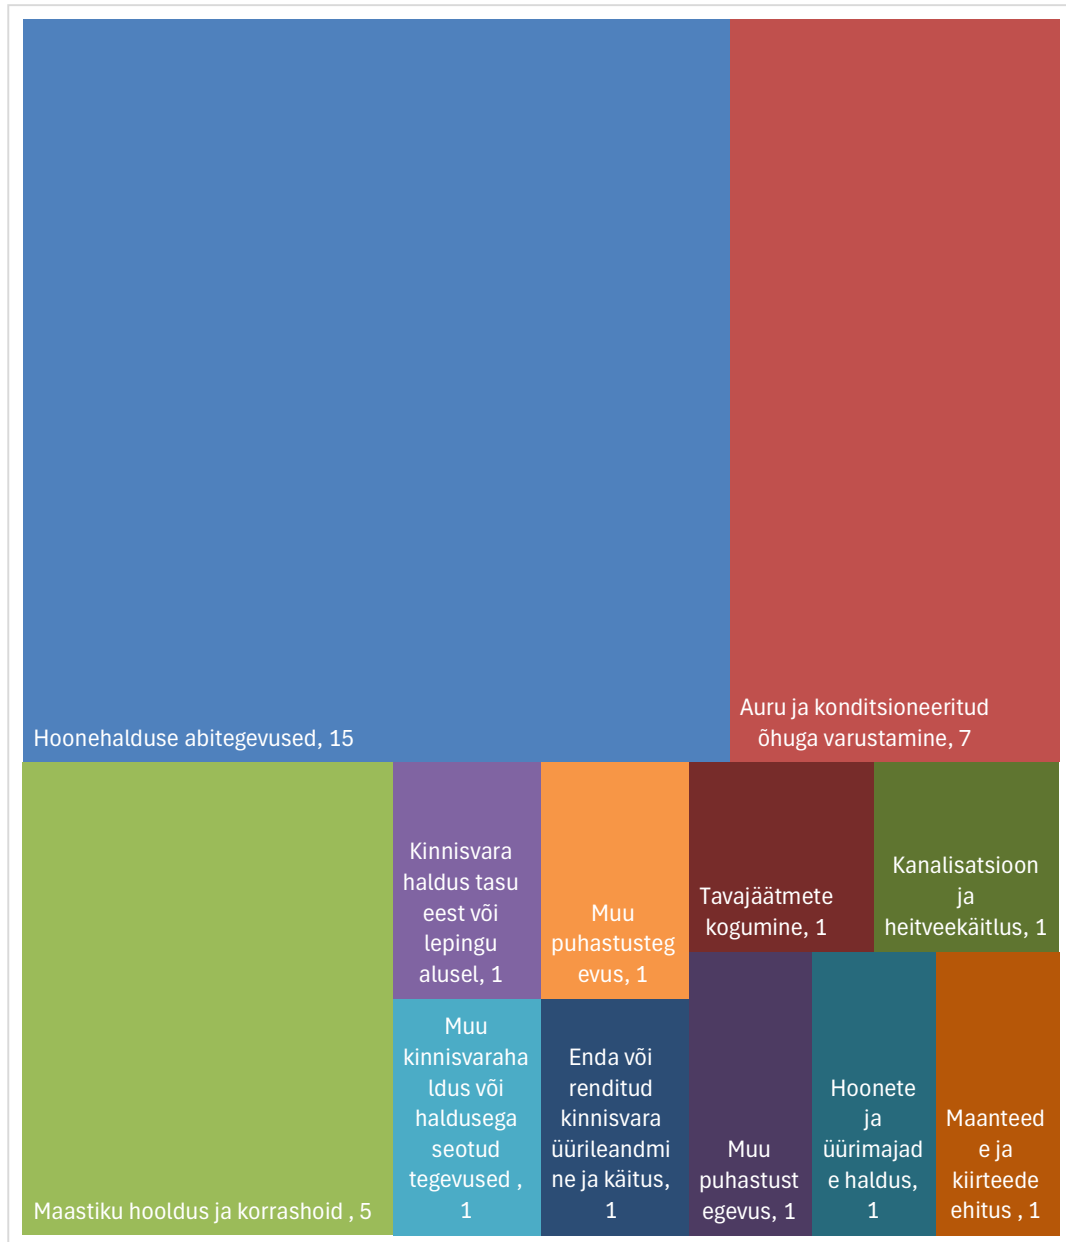 Hoonehalduse abitegevused, 15
Auru ja konditsioneeritud
õhuga varustamine, 7
Maastiku hooldus ja korrashoid , 5
Kinnisvara
haldus tasu
eest või
lepingu
alusel, 1
Muu
puhastusteg
evus, 1
Tavajäätmete
kogumine, 1
Kanalisatsioon
ja
heitveekäitlus, 1
Muu
kinnisvaraha
ldus või
haldusega
seotud
tegevused ,
1
Enda või
renditud
kinnisvara
üürileandmi
ne ja käitus,
1
Muu
puhastust
egevus, 1
Hoonete
ja
üürimajad
e haldus,
1
Maanteed
e ja
kiirteede
ehitus , 1